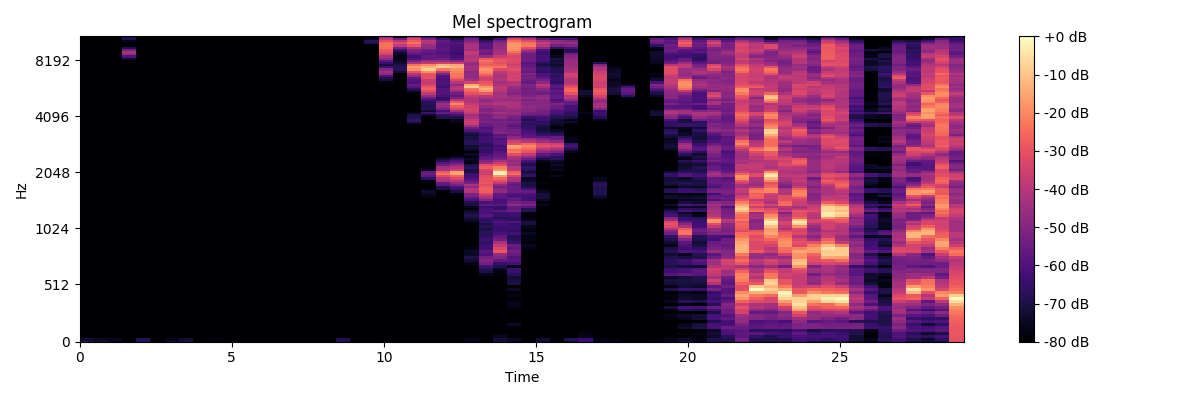 Mel spectrogram
+0 dB
8192
-10 dB
4096
-20 dB
-30 dB
Hz
2048
-40 dB
1024
-50 dB
-60 dB
512
-70 dB
0
-80 dB
0 5 10 15 20 25
Time